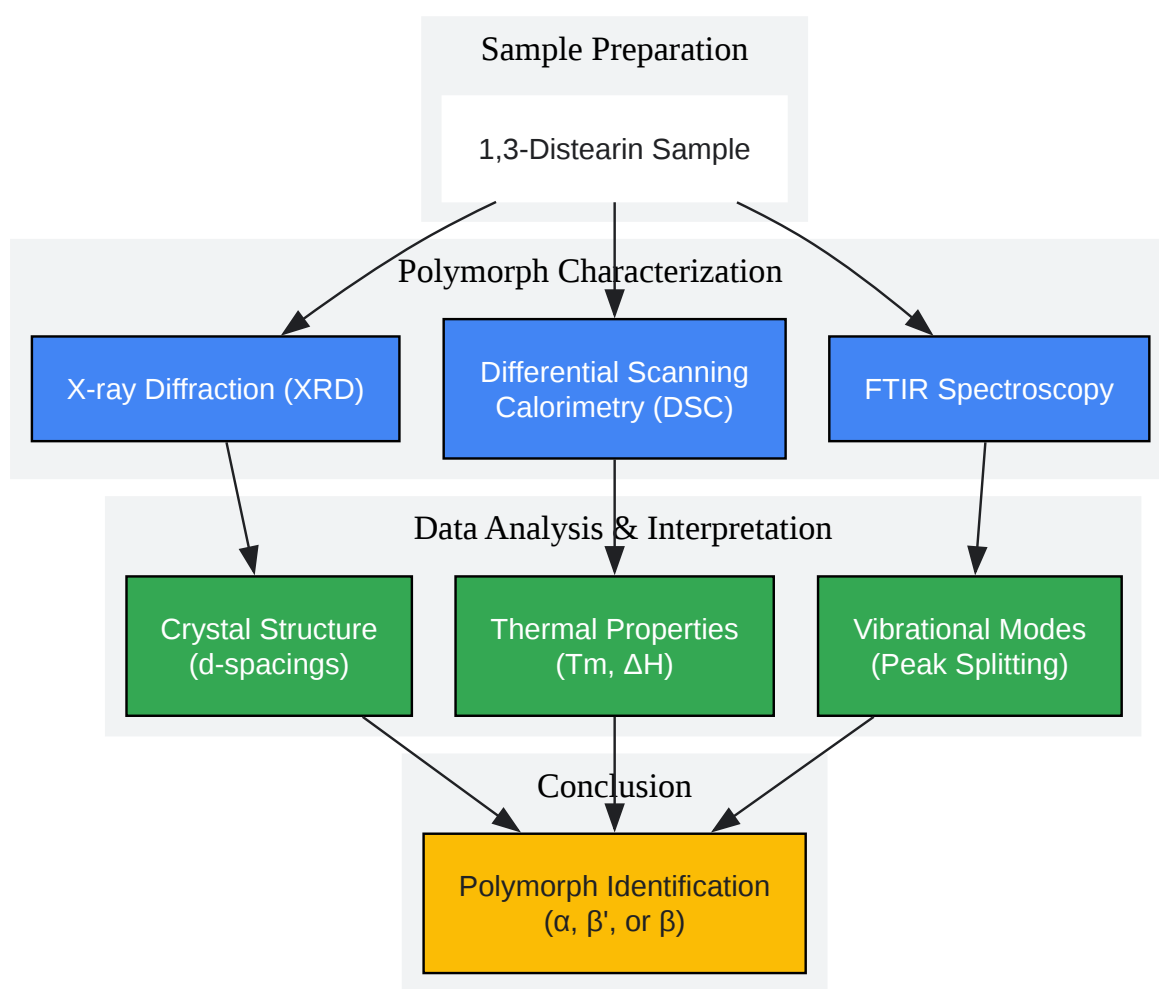 Sample Preparation
1,3-Distearin Sample
Polymorph Characterization
X-ray Diffraction (XRD)
Differential Scanning
Calorimetry (DSC)
FTIR Spectroscopy
Data Analysis & Interpretation
Crystal Structure
(d-spacings)
Thermal Properties
(Tm, ΔH)
Vibrational Modes
(Peak Splitting)
Conclusion
Polymorph Identification
(α, β', or β)